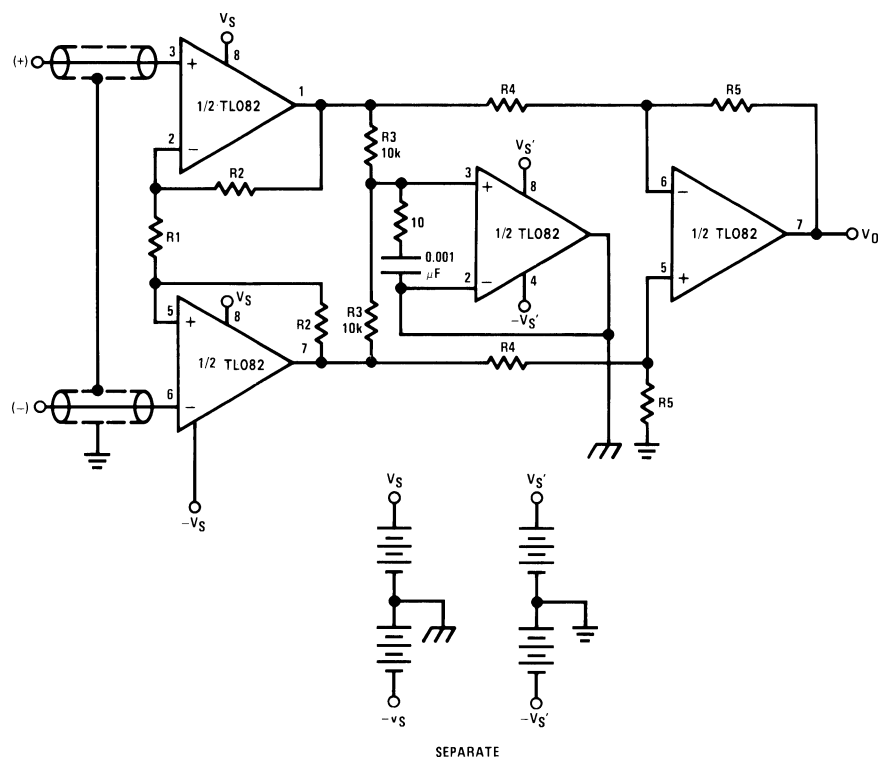 VS
(+)
3
+
8
1/2 TL082
1
2
−
R2
R1
R3
10k
R4
R5
VS'
3
+
8
10
1/2 TL082
0.001
μF
2
−
4
−VS'
6
−
1/2 TL082
7
VO
5
+
VS
5
+
8
R2
1/2 TL082
7
R3
10k
R4
R5
(−)
6
−
−VS
VS
VS'
−VS
−VS'
SEPARATE